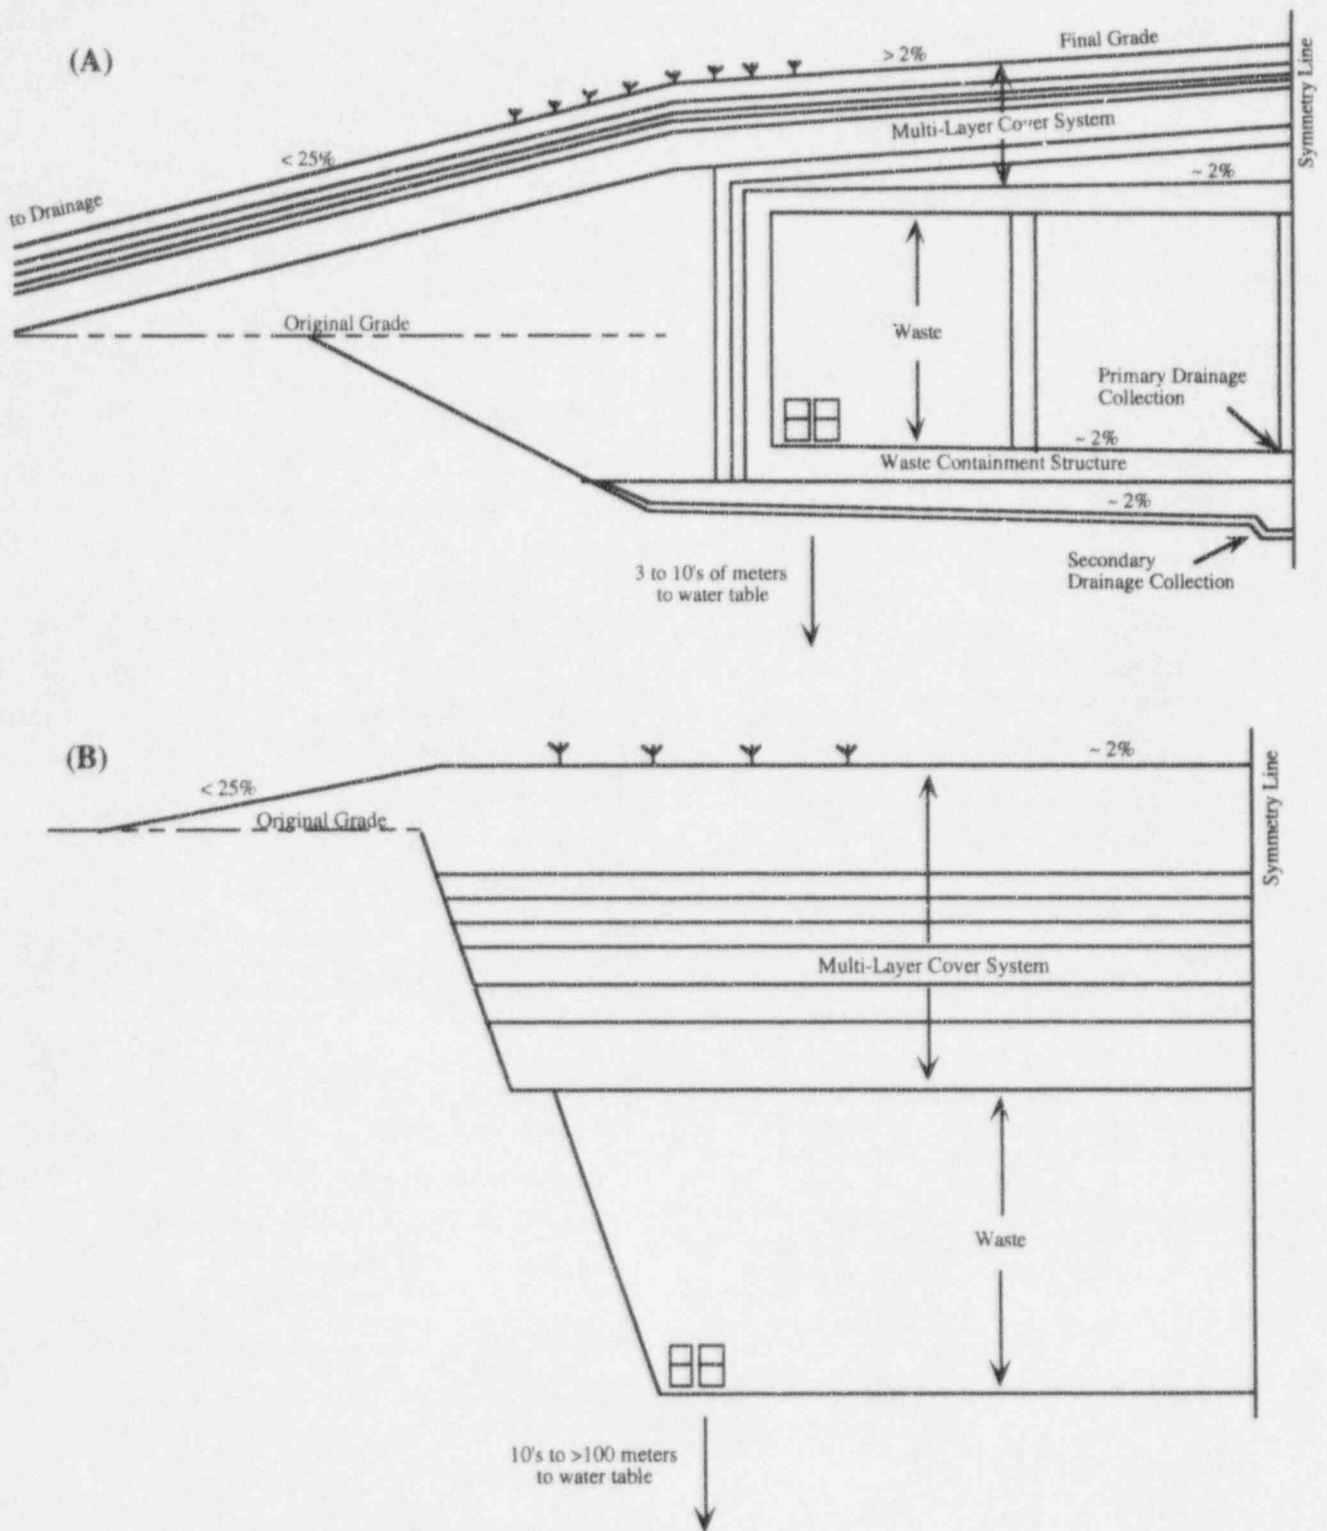 (A)
Final Grade
> 2%
Symmetry Line
Multi-Layer Cover System
< 25%
~ 2%
to Drainage
Original Grade
Waste
Primary Drainage
Collection
~ 2%
Waste Containment Structure
~ 2%
3 to 10's of meters
to water table
Secondary
Drainage Collection
(B)
~ 2%
Symmetry Line
< 25%
Original Grade
Multi-Layer Cover System
Waste
10's to >100 meters
to water table